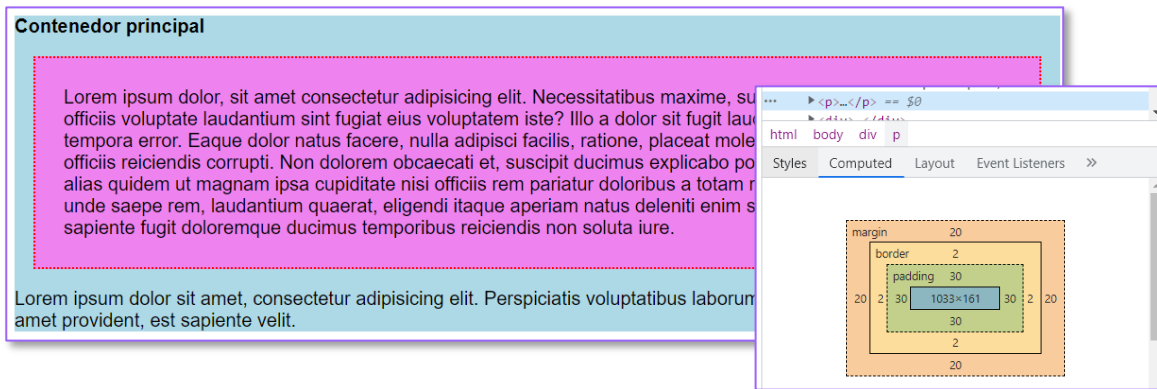 Contenedor principal
Lorem ipsum dolor, sit amet consectetur adipisicing elit. Necessitatibus maxime, su
officiis voluptate laudantium sint fugiat eius voluptatem iste? Illo a dolor sit fugit lau
tempora error. Eaque dolor natus facere, nulla adipisci facilis, ratione, placeat mole
officiis reiciendis corrupti. Non dolorem obcaecati et, suscipit ducimus explicabo po
alias quidem ut magnam ipsa cupiditate nisi officiis rem pariatur doloribus a totam
unde saepe rem, laudantium quaerat, eligendi itaque aperiam natus deleniti enim s
sapiente fugit doloremque ducimus temporibus reiciendis non soluta iure.
Lorem ipsum dolor sit amet, consectetur adipisicing elit. Perspiciatis voluptatibus laborum
amet provident, est sapiente velit.
... ▶<p>…</p> == $0
html body div p
Styles Computed Layout Event Listeners »
margin 20
border 2
padding 30
20 2 30 1033×161 30 2 20
30
2
20